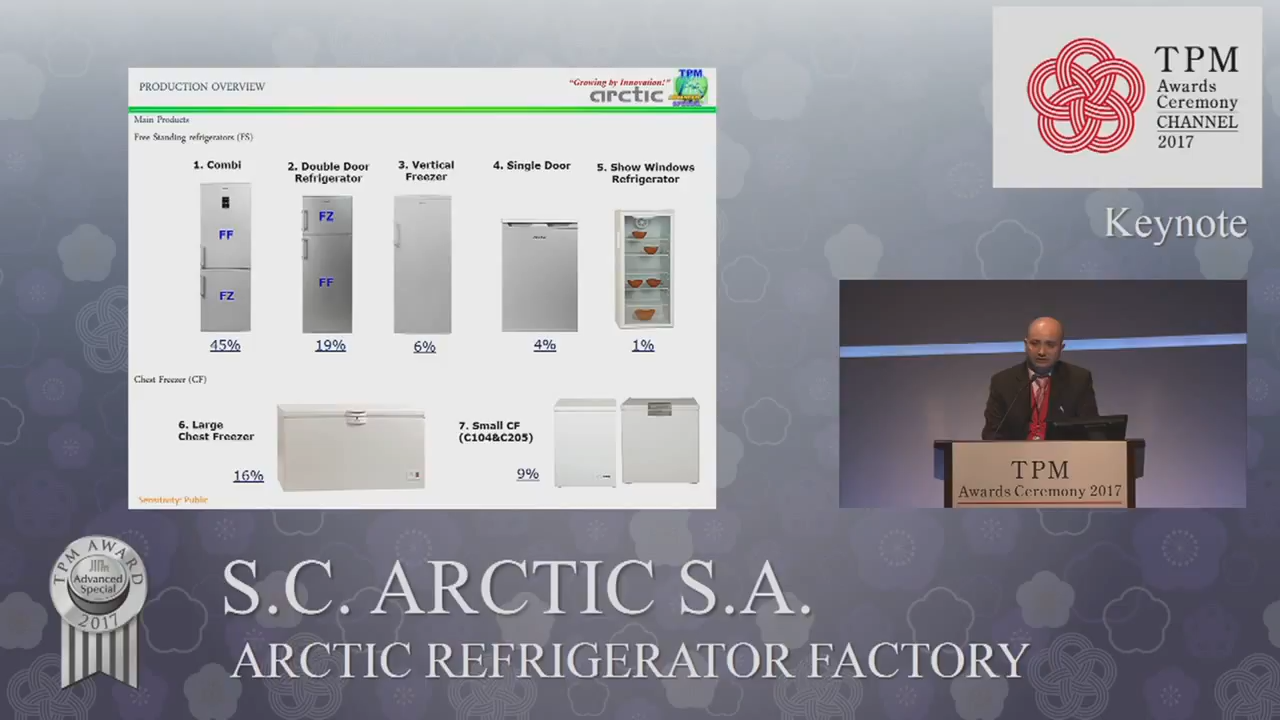 PRODUCTION OVERVIEW
"Growing by Innovation!"
arctic
TPM
Main Products
Free Standing refrigerators (FS)
1. Combi
2. Double Door
Refrigerator
3. Vertical
Freezer
4. Single Door
5. Show Windows
Refrigerator
FF
FZ
FZ
FF
45%
19%
6%
4%
1%
Chest Freezer (CF)
6. Large
Chest Freezer
16%
7. Small CF
(C104&C205)
9%
Sensitivity: Public
TPM
Awards
Ceremony
CHANNEL
2017
Keynote
TPM
Awards Ceremony 2017
TPM AWARD
Advanced
Special
2017
S.C. ARCTIC S.A.
ARCTIC REFRIGERATOR FACTORY